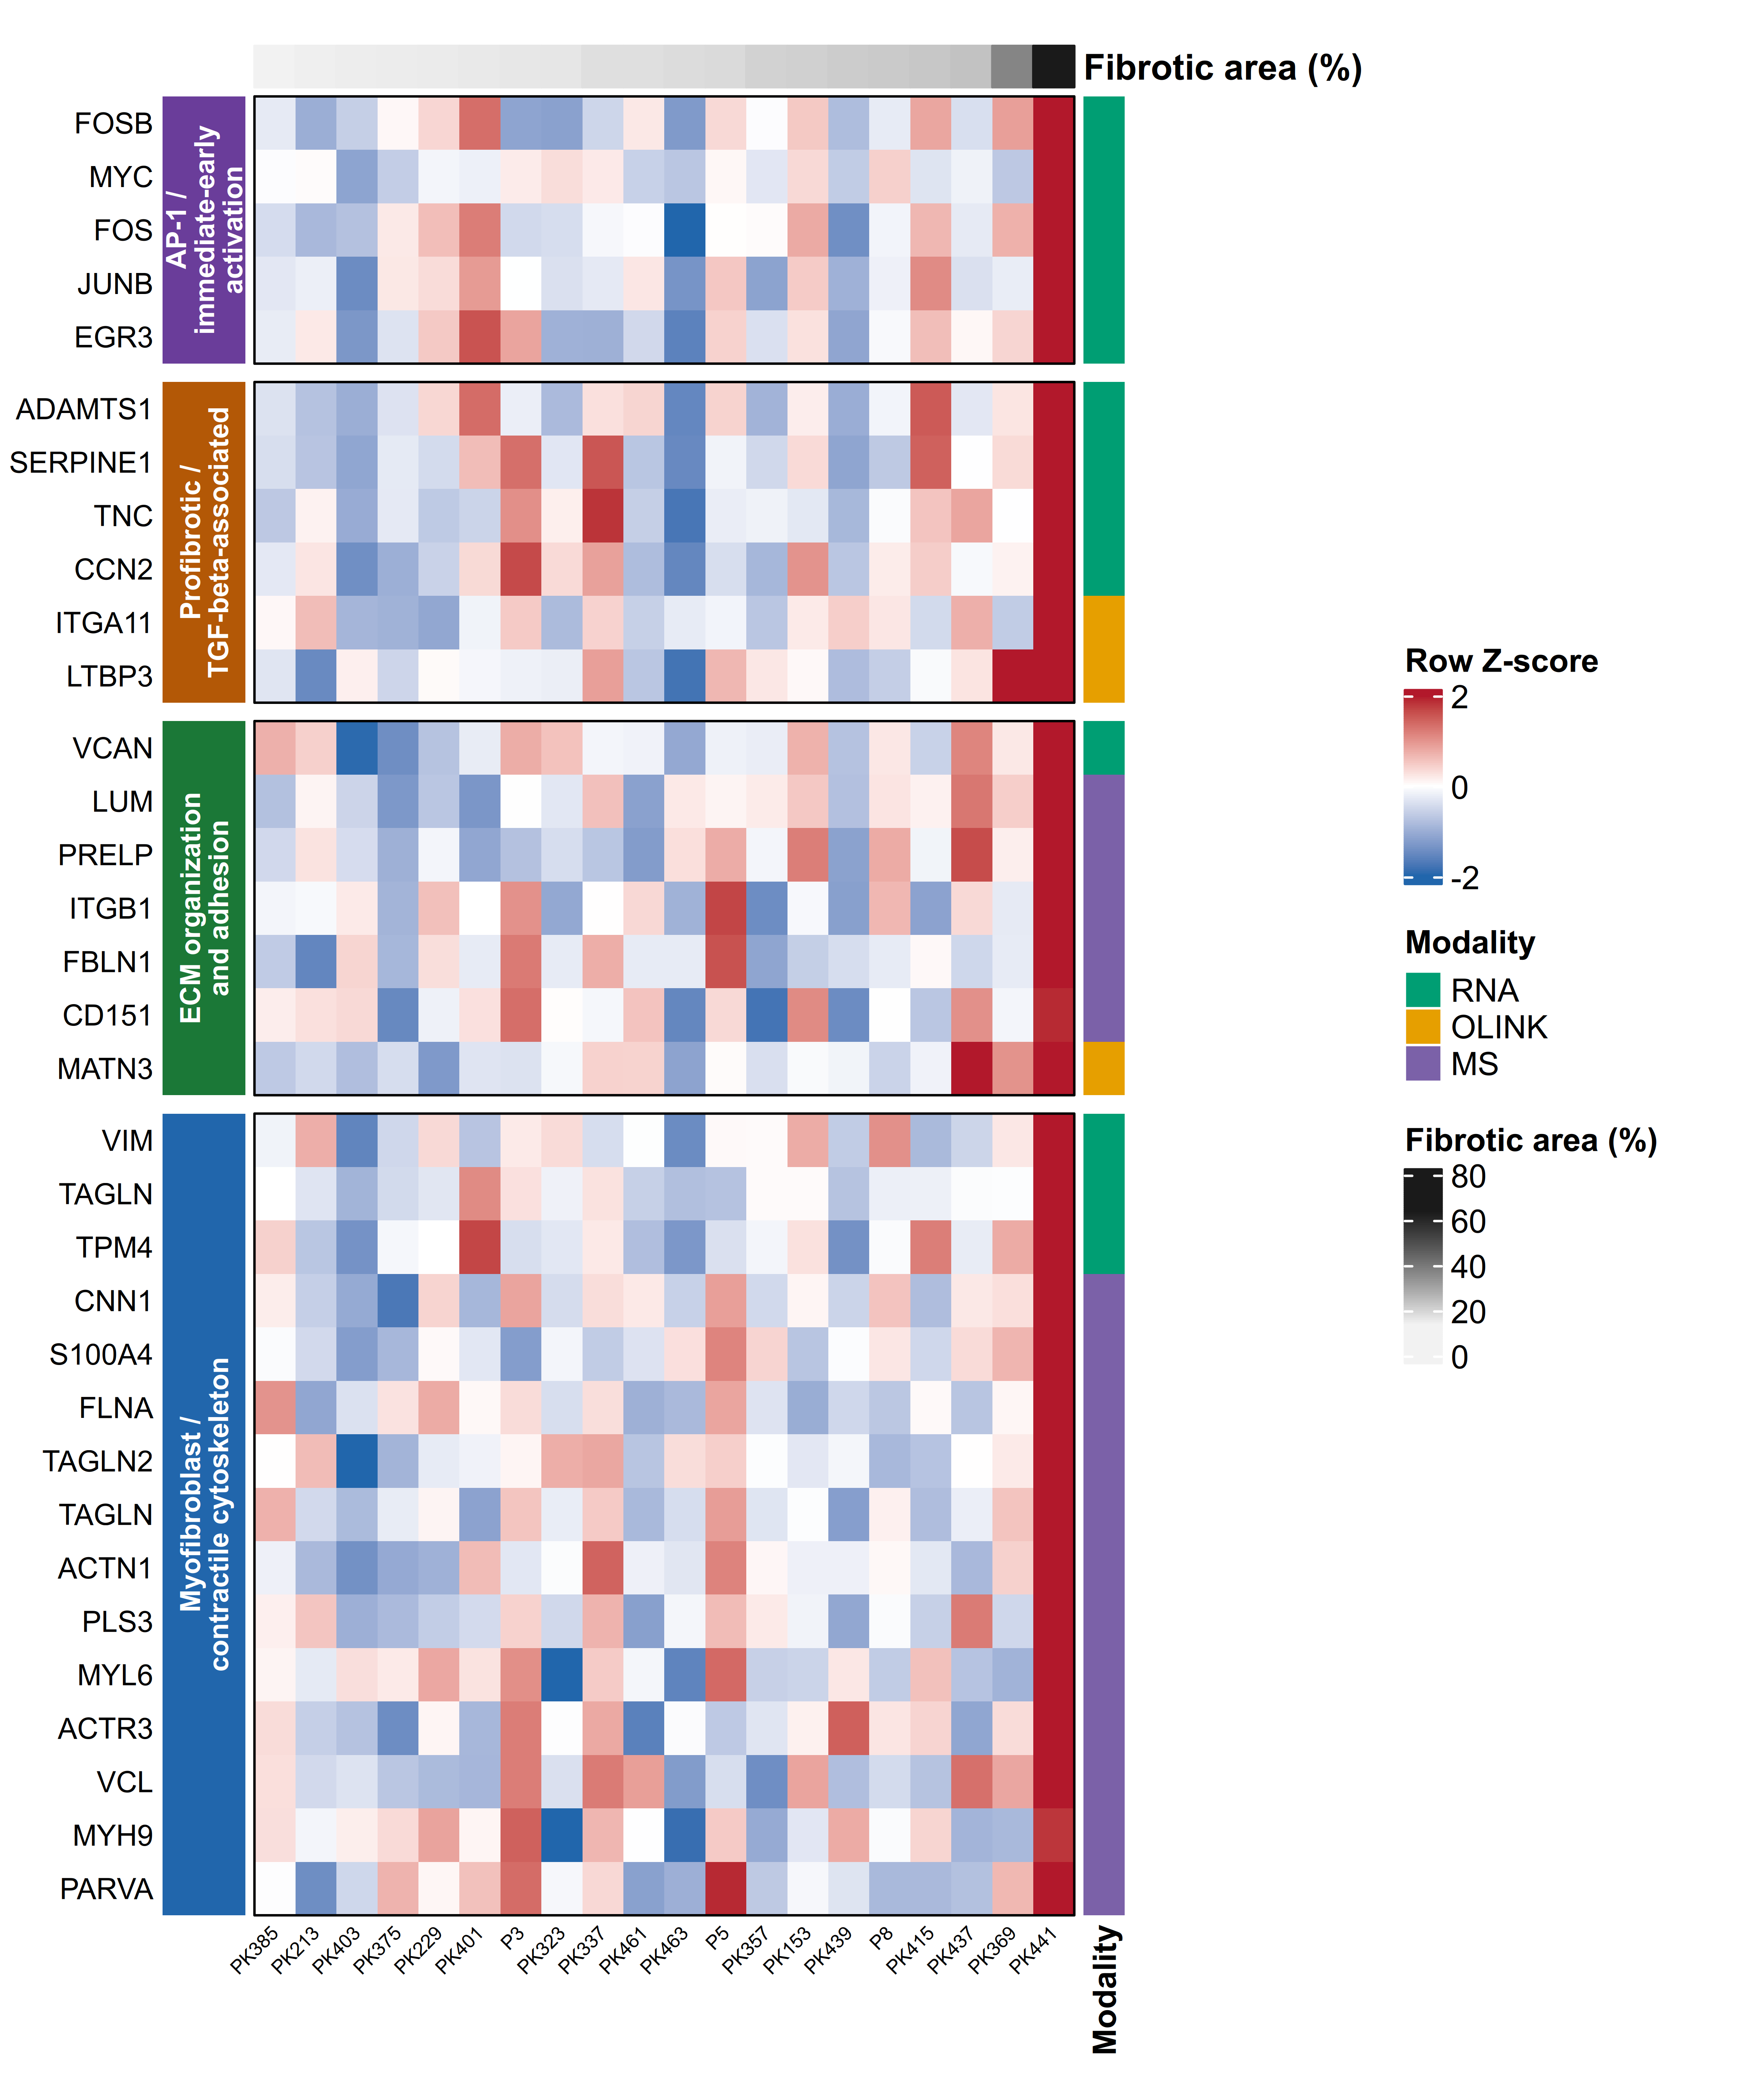 Fibrotic area (%)
AP-1 /
immediate-early
activation
FOSB
MYC
FOS
JUNB
EGR3
Profibrotic /
TGF-beta-associated
ADAMTS1
SERPINE1
TNC
CCN2
ITGA11
LTBP3
ECM organization
and adhesion
VCAN
LUM
PRELP
ITGB1
FBLN1
CD151
MATN3
Myofibroblast /
contractile cytoskeleton
VIM
TAGLN
TPM4
CNN1
S100A4
FLNA
TAGLN2
TAGLN
ACTN1
PLS3
MYL6
ACTR3
VCL
MYH9
PARVA
PK385
PK213
PK403
PK375
PK229
PK401
P3
PK323
PK337
PK461
PK463
P5
PK357
PK153
PK439
P8
PK415
PK437
PK369
PK441
Modality
Row Z-score
2
0
-2
Modality
RNA
OLINK
MS
Fibrotic area (%)
80
60
40
20
0